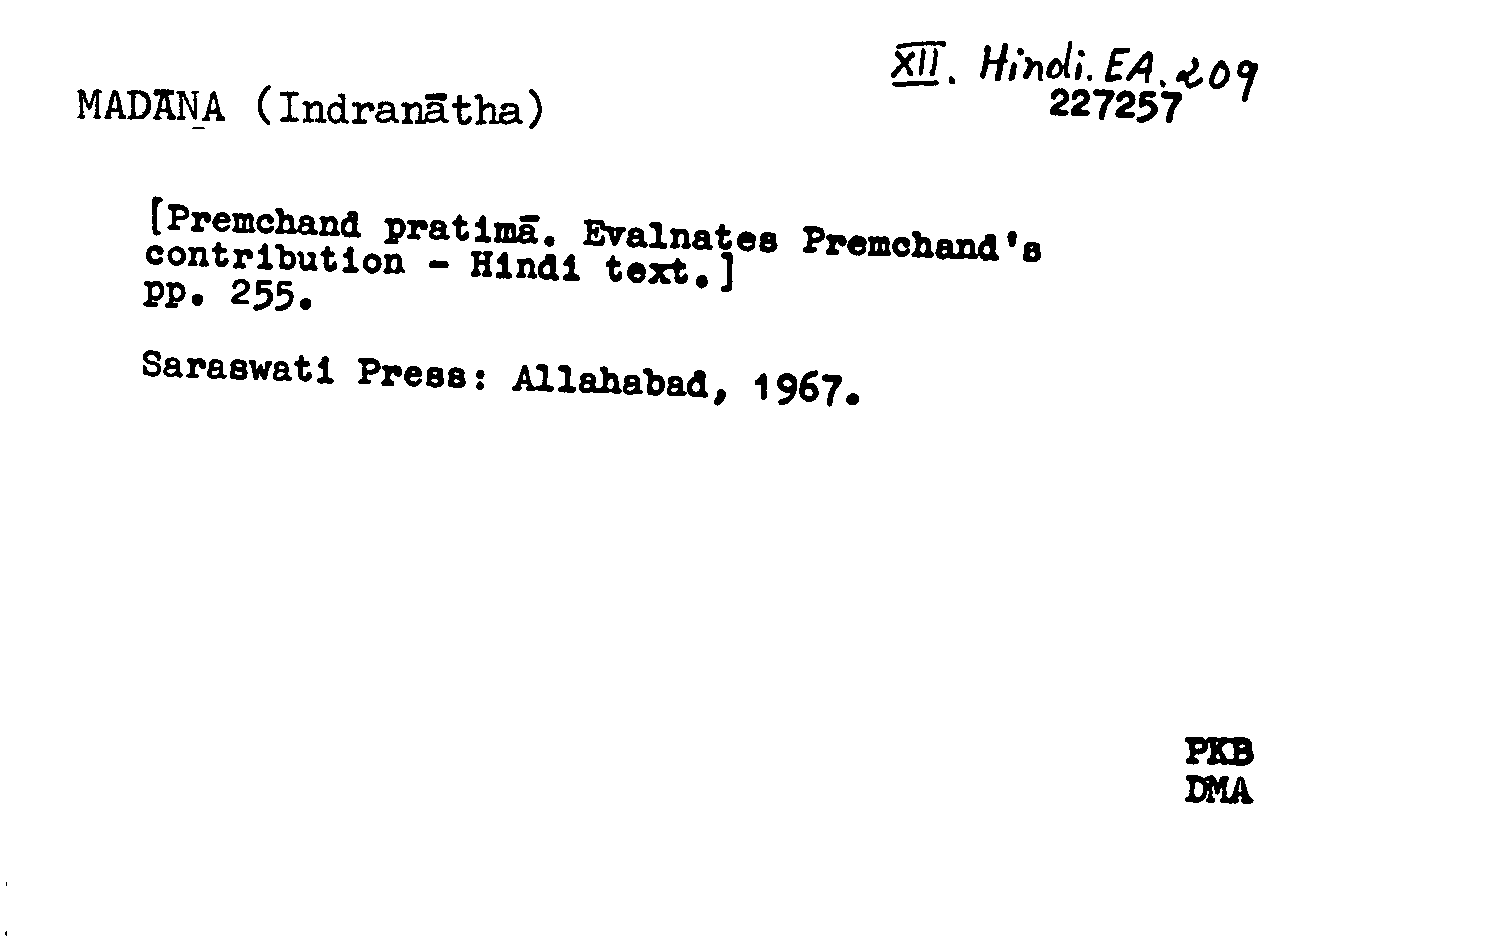 XII. Hindi. EA. 209
227257
MADĀṈA (Indranātha)
[Premchand pratimā. Evalnates Premchand's
contribution - Hindi text.]
pp. 255.
Saraswati Press: Allahabad, 1967.
PKB
DMA